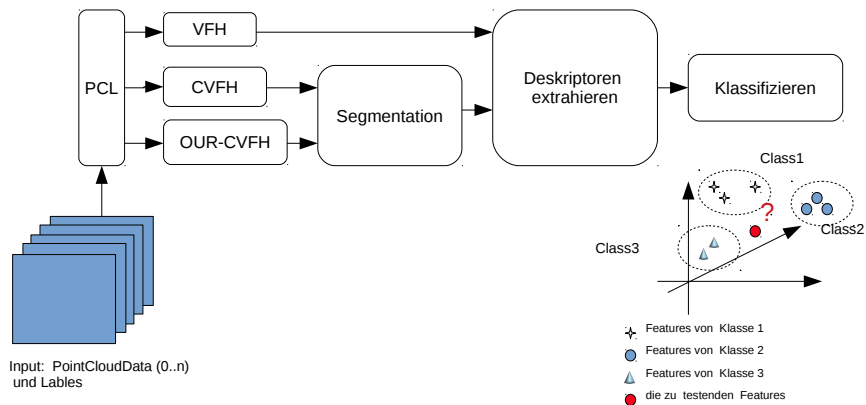 VFH
PCL
CVFH
OUR-CVFH
Segmentation
Deskriptoren
extrahieren
Klassifizieren
Class1
?
Class2
Class3
Features von Klasse 1
Features von Klasse 2
Features von Klasse 3
die zu testenden Features
Input: PointCloudData (0..n)
und Lables